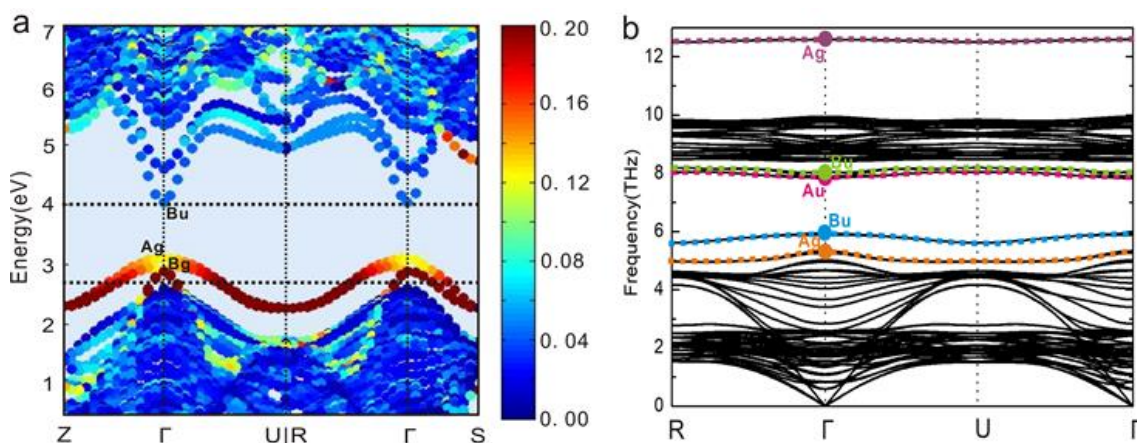 a
7
6
5
4
3
2
1
Energy(eV)
Bu
Ag
Bg
Z Γ U|R Γ S
0.20
0.16
0.12
0.08
0.04
0.00
b
12
10
8
6
4
2
0
Frequency(THz)
Ag
Bu
Au
Bu
Ag
R Γ U Γ